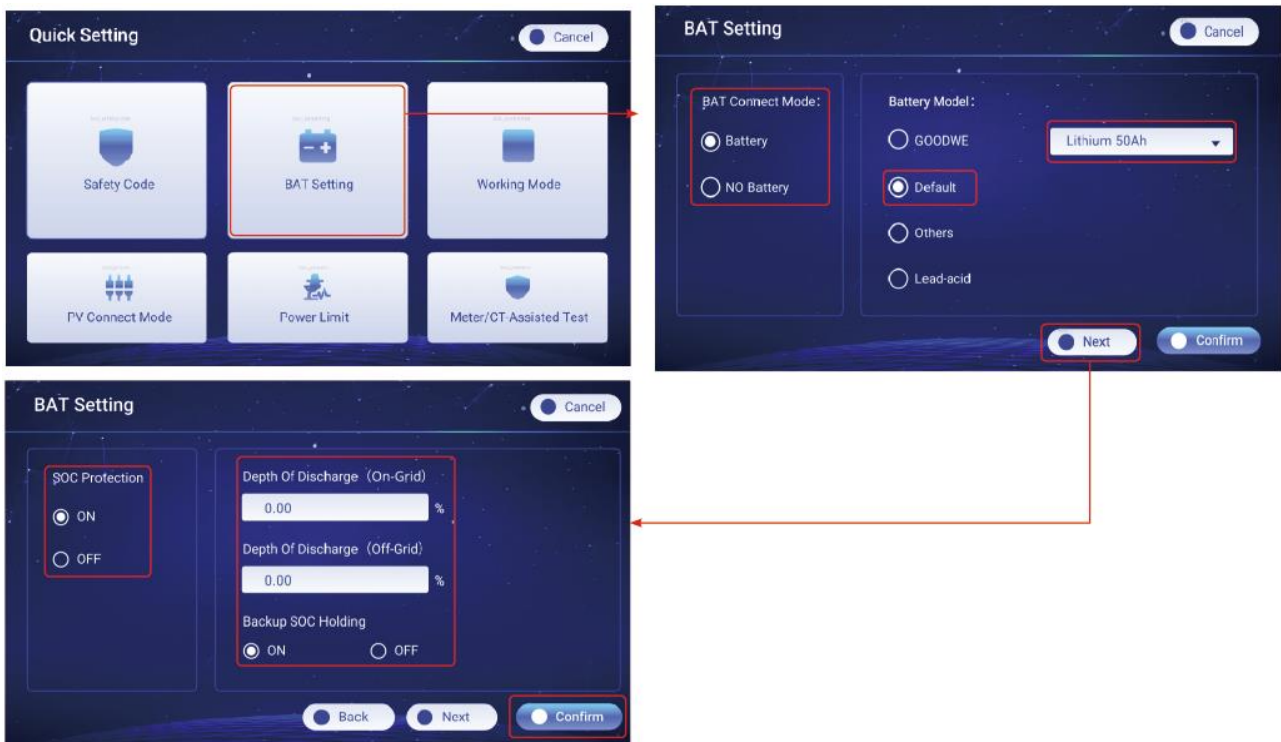 Quick Setting
Cancel
Safety Code
BAT Setting
Working Mode
PV Connect Mode
Power Limit
Meter/CT-Assisted Test
BAT Setting
Cancel
BAT Connect Mode:
Battery
NO Battery
Battery Model:
GOODWE
Lithium 50Ah
Default
Others
Lead-acid
Next
Confirm
BAT Setting
Cancel
SOC Protection
ON
OFF
Depth Of Discharge (On-Grid)
0.00 %
Depth Of Discharge (Off-Grid)
0.00 %
Backup SOC Holding
ON OFF
Back
Next
Confirm